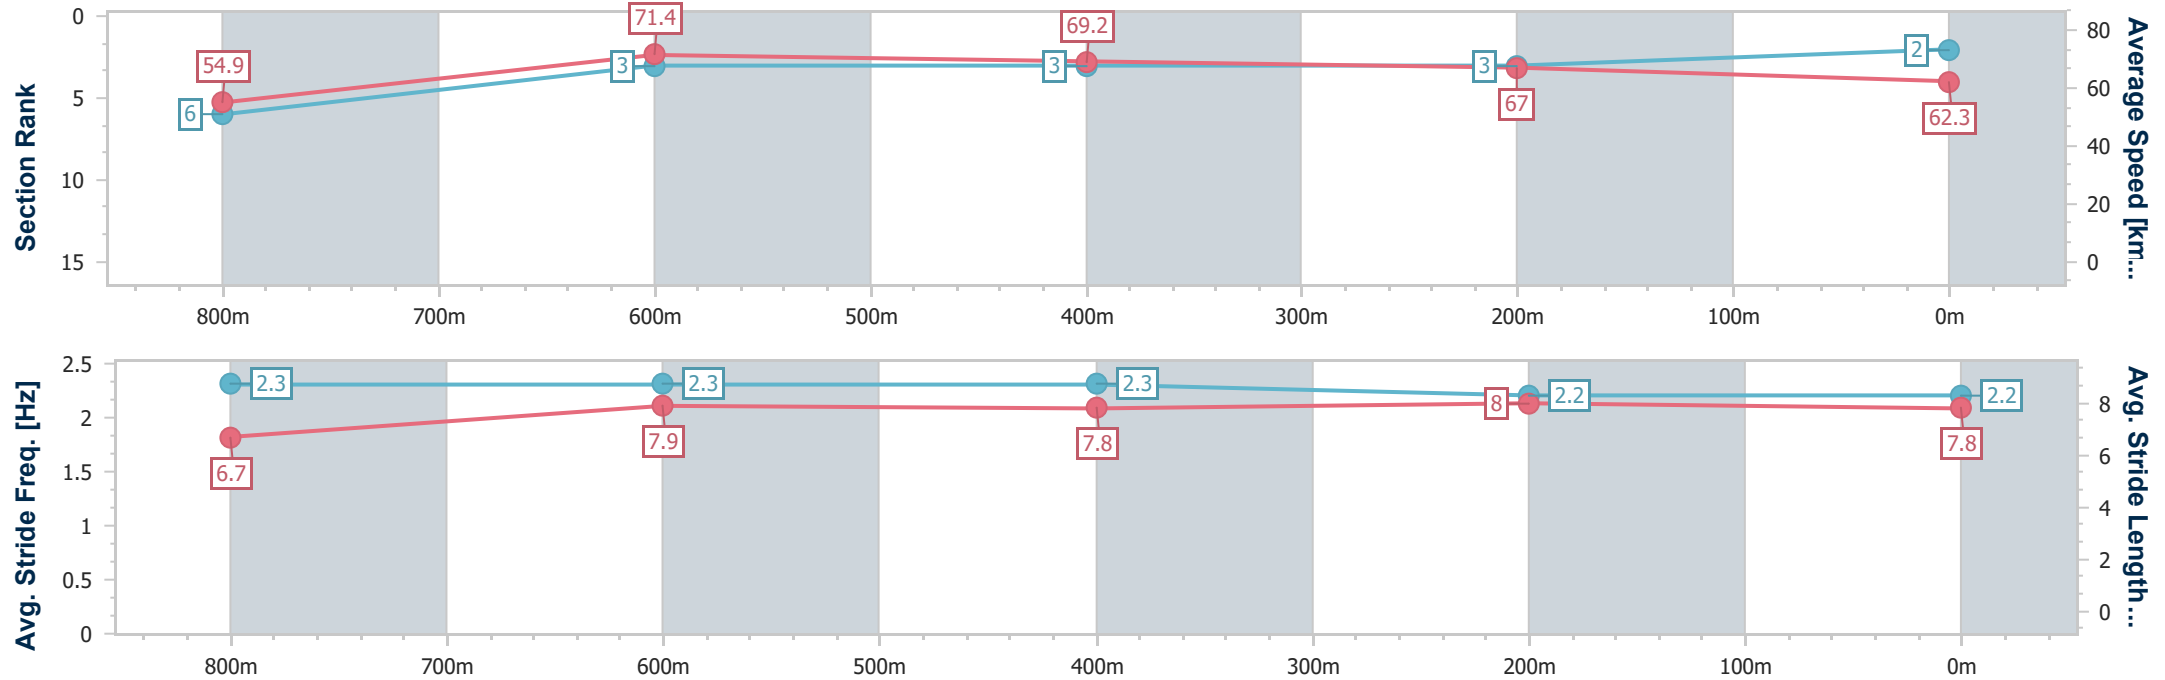 Section Rank
0
5
10
15
54.9
71.4
69.2
67
62.3
6
3
3
3
2
80
60
40
20
0
Average Speed [km...
800m
700m
600m
500m
400m
300m
200m
100m
0m
Avg. Stride Freq. [Hz]
2.5
2
1.5
1
0.5
0
2.3
2.3
2.3
2.2
2.2
6.7
7.9
7.8
8
7.8
8
6
4
2
0
Avg. Stride Length...
800m
700m
600m
500m
400m
300m
200m
100m
0m